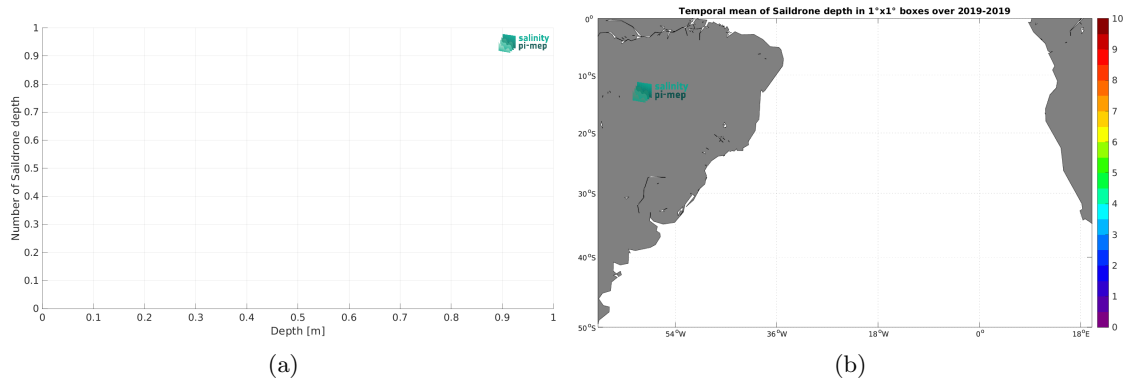 1
0.9
0.8
0.7
0.6
0.5
0.4
0.3
0.2
0.1
0
Number of Saildrone depth
0 0.1 0.2 0.3 0.4 0.5 0.6 0.7 0.8 0.9 1
Depth [m]
salinity
pi-mep
(a)
Temporal mean of Saildrone depth in 1°x1° boxes over 2019-2019
0°
10°S
20°S
30°S
40°S
50°S
54°W 36°W 18°W 0° 18°E
salinity
pi-mep
10
9
8
7
6
5
4
3
2
1
0
(b)